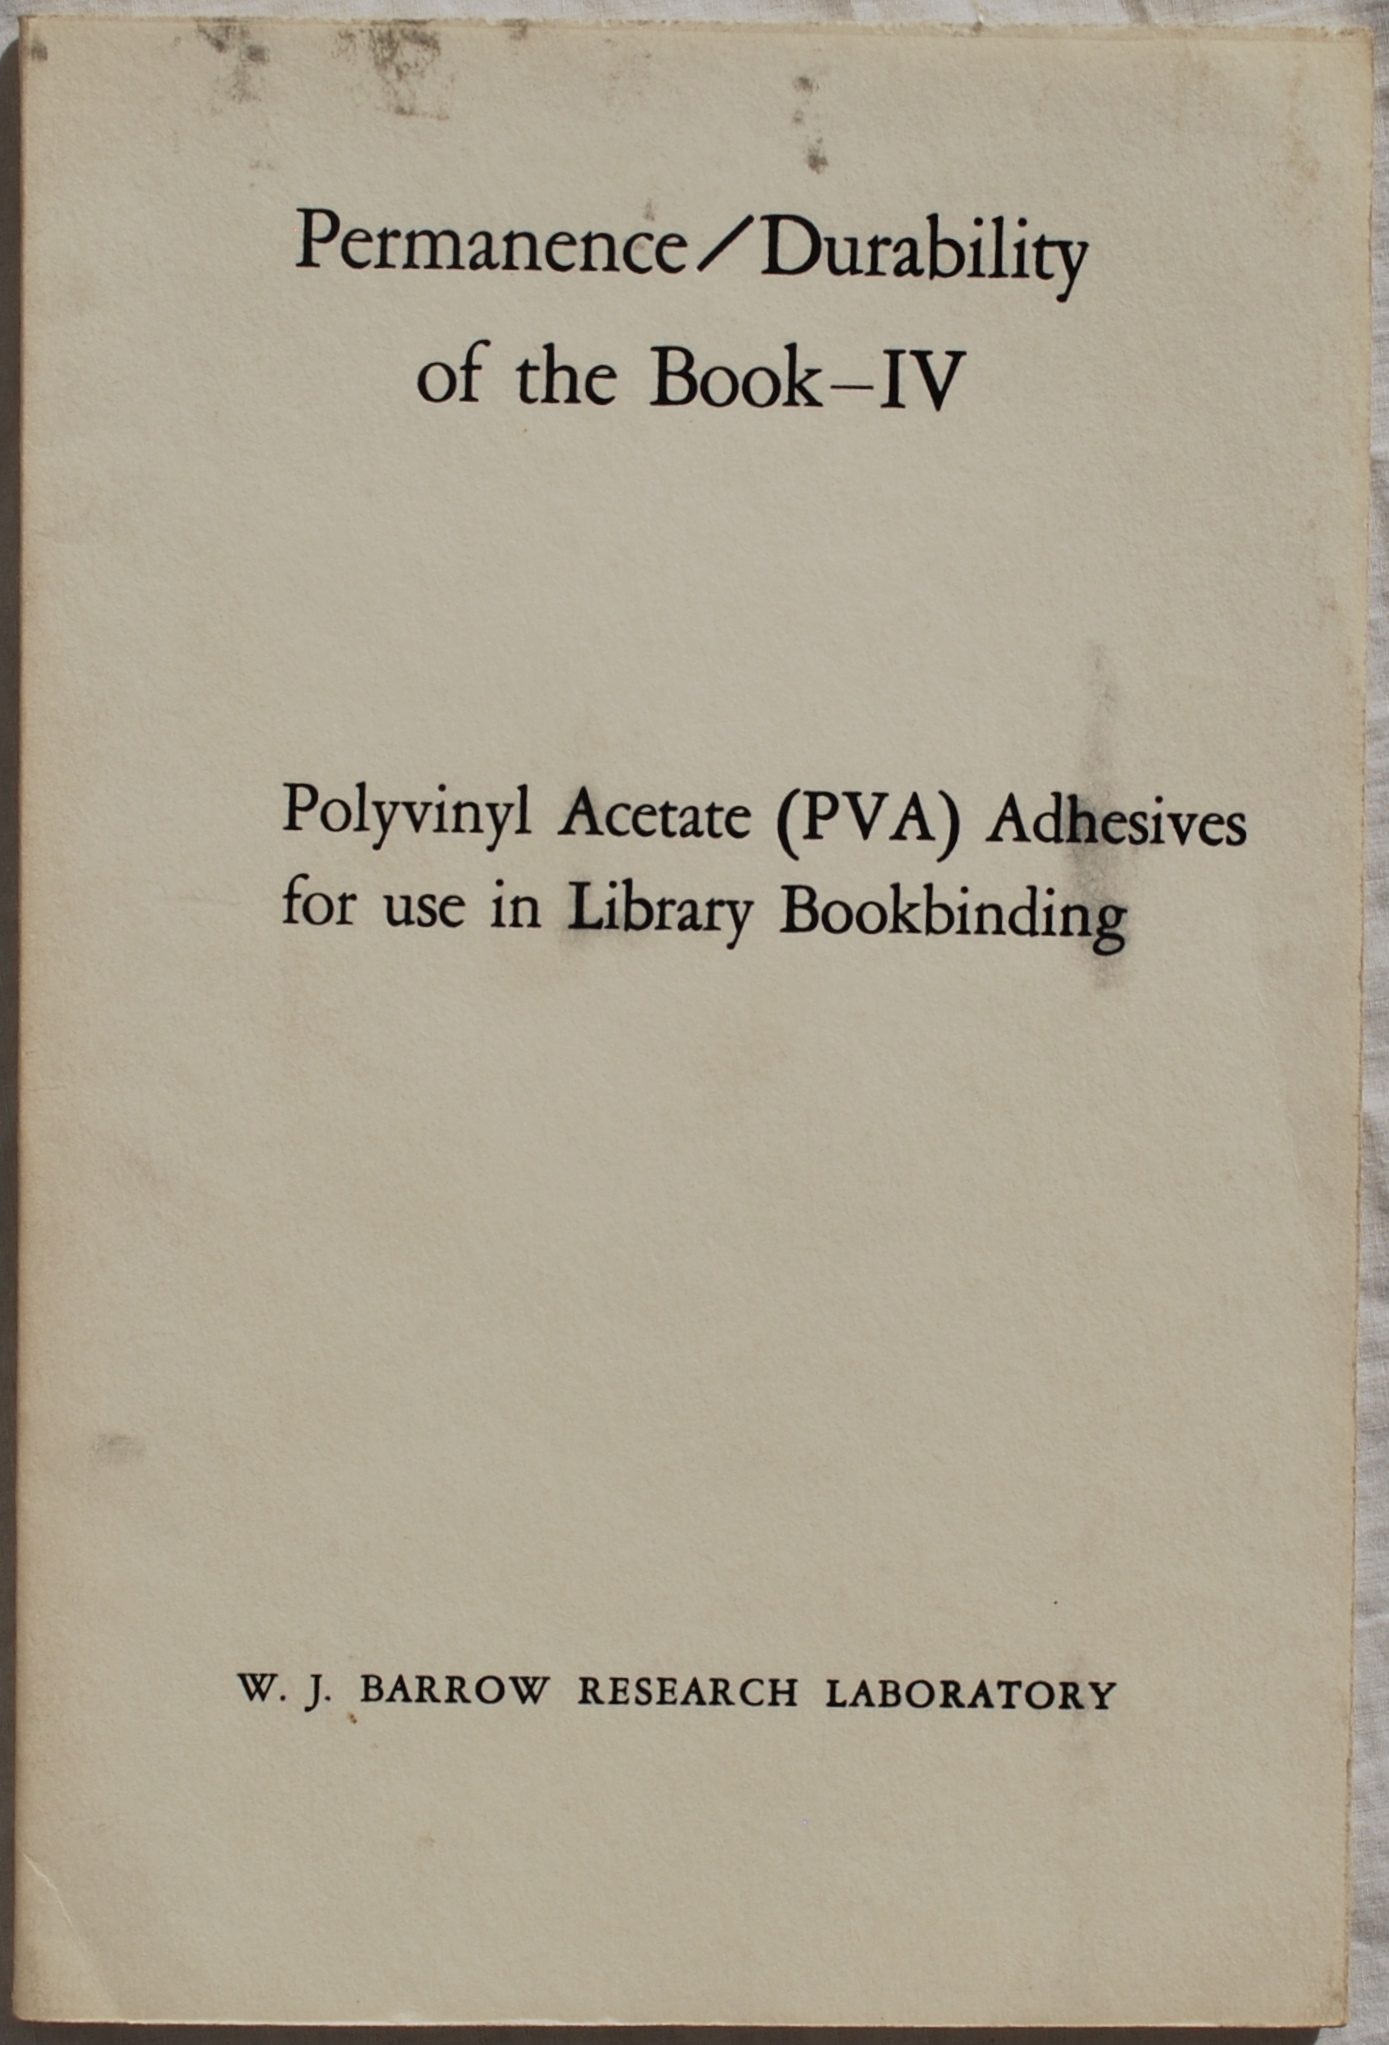 Permanence/Durability
of the Book–IV
Polyvinyl Acetate (PVA) Adhesives
for use in Library Bookbinding
W. J. BARROW RESEARCH LABORATORY